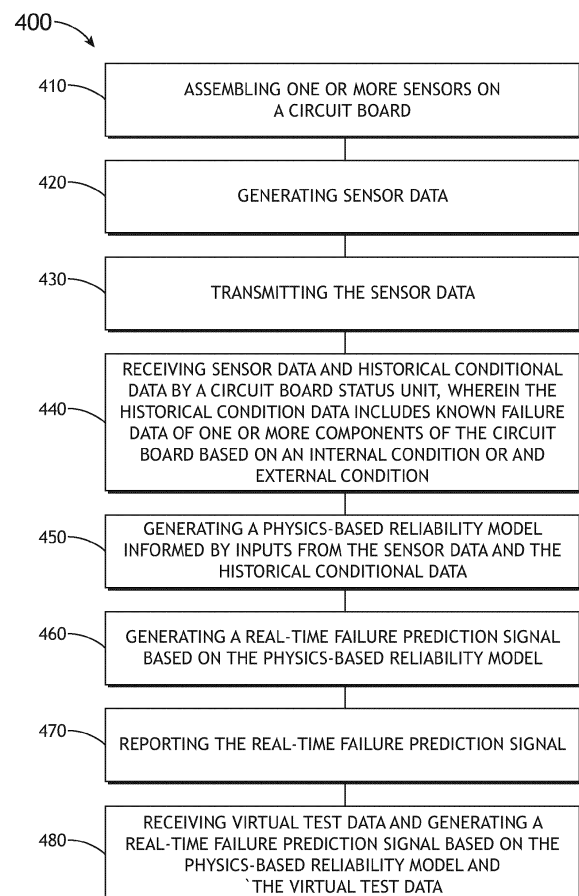 400
410
ASSEMBLING ONE OR MORE SENSORS ON
A CIRCUIT BOARD
420
GENERATING SENSOR DATA
430
TRANSMITTING THE SENSOR DATA
440
RECEIVING SENSOR DATA AND HISTORICAL CONDITIONAL
DATA BY A CIRCUIT BOARD STATUS UNIT, WHEREIN THE
HISTORICAL CONDITION DATA INCLUDES KNOWN FAILURE
DATA OF ONE OR MORE COMPONENTS OF THE CIRCUIT
BOARD BASED ON AN INTERNAL CONDITION OR AND
EXTERNAL CONDITION
450
GENERATING A PHYSICS-BASED RELIABILITY MODEL
INFORMED BY INPUTS FROM THE SENSOR DATA AND THE
HISTORICAL CONDITIONAL DATA
460
GENERATING A REAL-TIME FAILURE PREDICTION SIGNAL
BASED ON THE PHYSICS-BASED RELIABILITY MODEL
470
REPORTING THE REAL-TIME FAILURE PREDICTION SIGNAL
480
RECEIVING VIRTUAL TEST DATA AND GENERATING A
REAL-TIME FAILURE PREDICTION SIGNAL BASED ON THE
PHYSICS-BASED RELIABILITY MODEL AND
`THE VIRTUAL TEST DATA